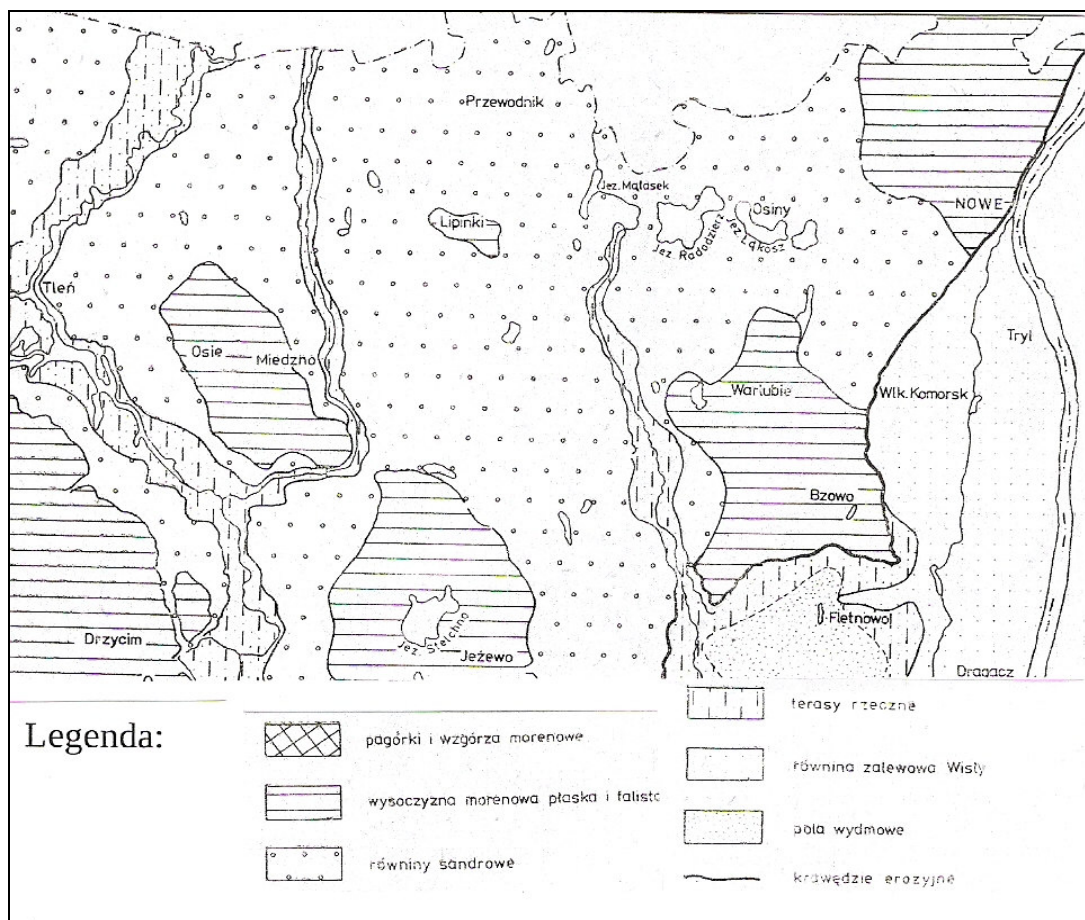 Przewodnik
Jez. Mątasek
Lipinki
Osiny
NOWE
Jez. Radodzierz
Jez. Łąkosz
Tleń
Tryl
Osie
Miedzno
Warlubie
Wlk. Komorsk
Bzowo
Fletnowo
Drzycim
Jez. Stelchno
Jeżewo
Dragacz
Legenda:
pagórki i wzgórza morenowe
wysoczyzna morenowa płaska i falista
równiny sandrowe
terasy rzeczne
równina zalewowa Wisły
pola wydmowe
krawędzie erozyjne